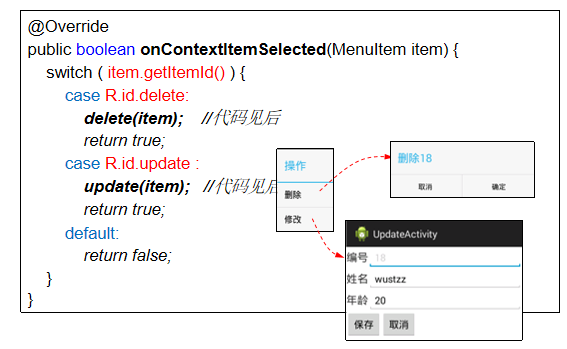 @Override
public boolean onContextItemSelected(MenuItem item) {
switch ( item.getItemId() ) {
case R.id.delete:
delete(item); //代码见后
return true;
case R.id.update :
update(item); //代码见后
return true;
default:
return false;
}
}
操作
删除
修改
删除18
取消 确定
UpdateActivity
编号 18
姓名 wustzz
年龄 20
保存 取消